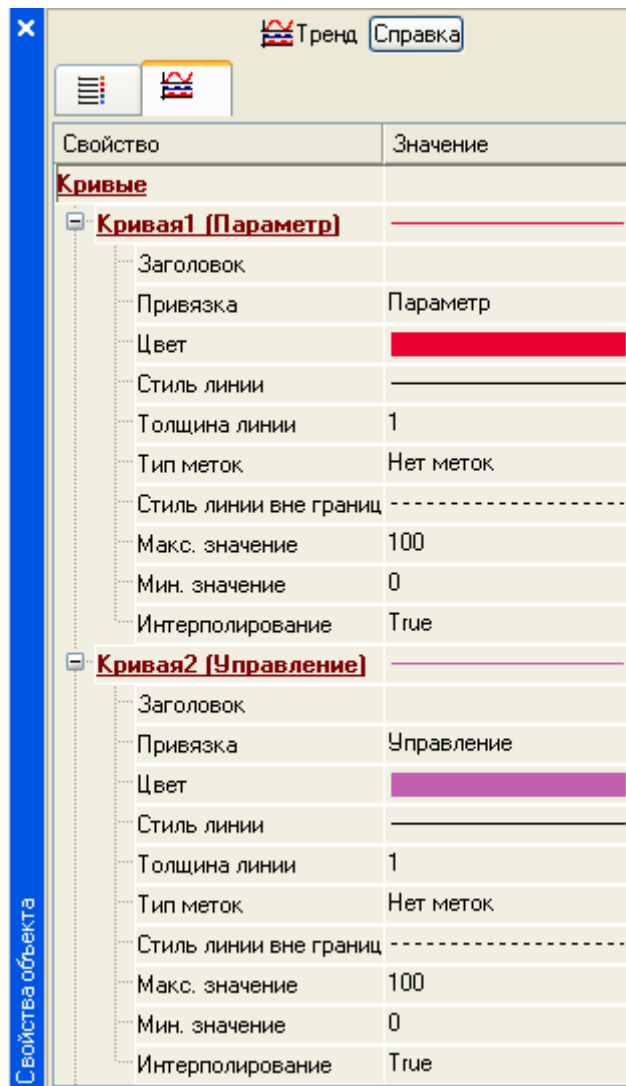 Тренд Справка
Свойство Значение
Кривые
Кривая1 (Параметр)
Заголовок
Привязка Параметр
Цвет
Стиль линии
Толщина линии 1
Тип меток Нет меток
Стиль линии вне границ
Макс. значение 100
Мин. значение 0
Интерполирование True
Кривая2 (Управление)
Заголовок
Привязка Управление
Цвет
Стиль линии
Толщина линии 1
Тип меток Нет меток
Стиль линии вне границ
Макс. значение 100
Мин. значение 0
Интерполирование True
Свойства объекта